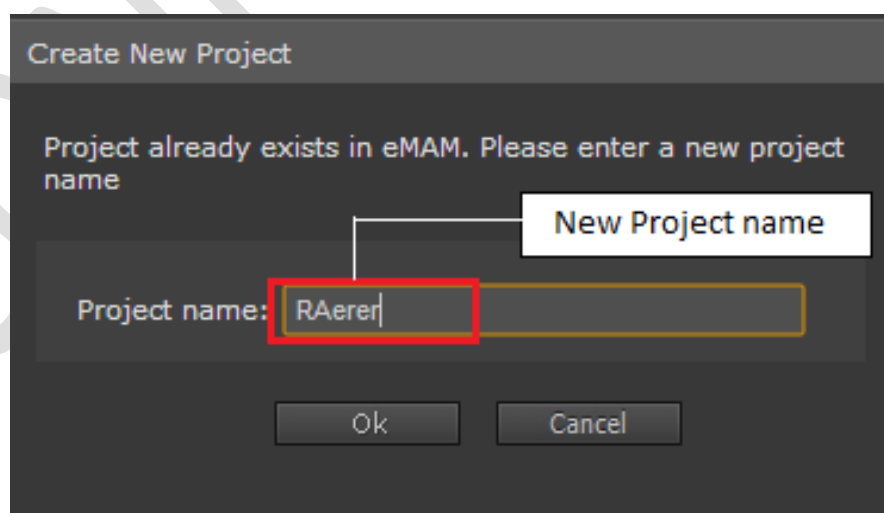 Create New Project
Project already exists in eMAM. Please enter a new project
name
New Project name
Project name: RAerer
Ok Cancel